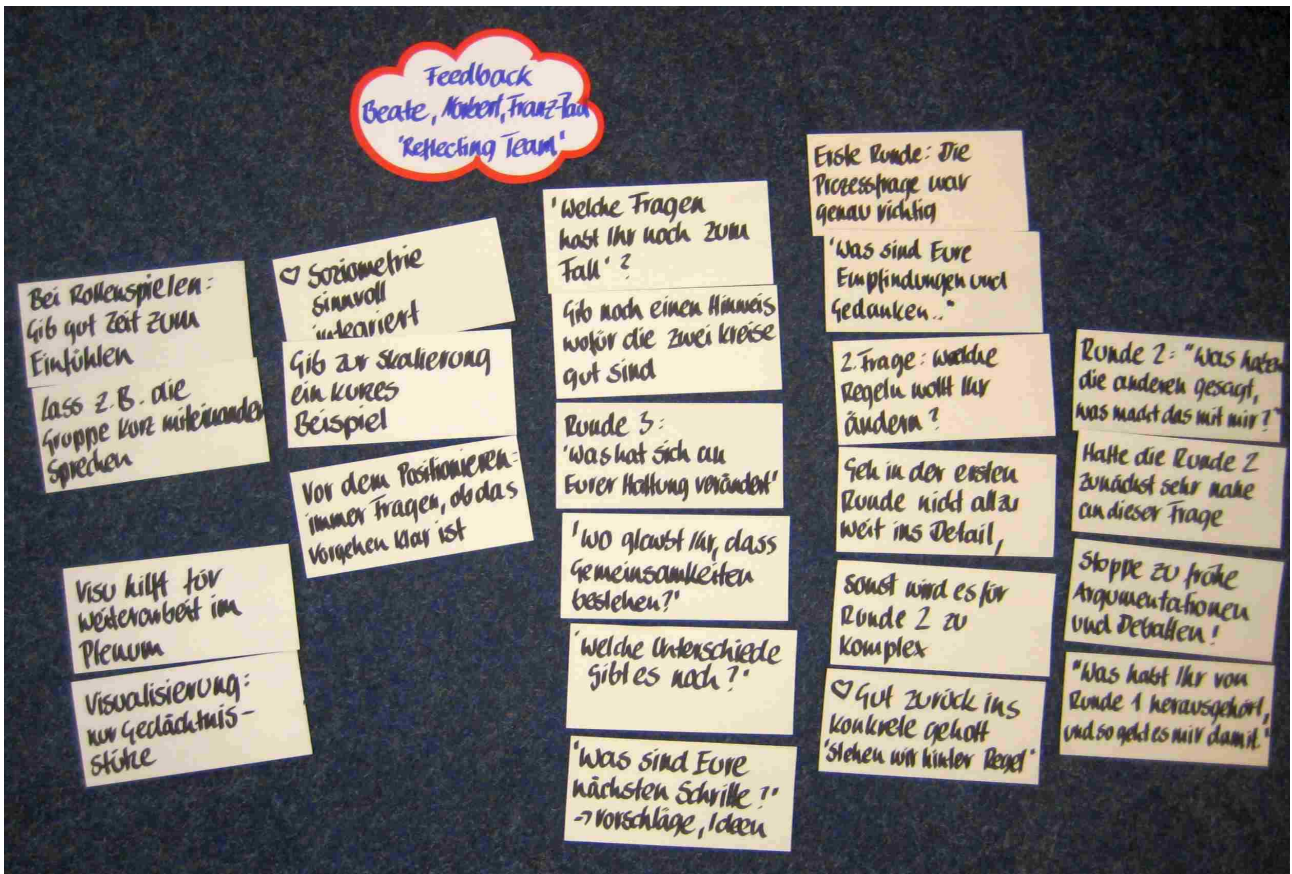 Feedback
Beate, Norbert, Franz-Paul
"Reflecting Team"
Bei Rollenspielen:
Gib gut Zeit zum
Einfühlen
Lass z.B. die
Gruppe kurz miteinander
sprechen
Visu hilft für
Weiterarbeit im
Plenum
Visualisierung:
nur Gedächtnis-
stütze
♡ Soziometrie
sinnvoll
integriert
Gib zur Skalierung
ein kurzes
Beispiel
Vor dem Positionieren:
immer Fragen, ob das
Vorgehen klar ist
"Welche Fragen
habt Ihr noch zum
Fall"?
Gib noch einen Hinweis
wofür die zwei Kreise
gut sind
Runde 3:
"Was hat sich an
Eurer Haltung verändert"
"Wo glaubt Ihr, dass
Gemeinsamkeiten
bestehen?"
"Welche Unterschiede
gibt es noch?"
"Was sind Eure
nächsten Schritte?"
→ Vorschläge, Ideen
Erste Runde: Die
Prozessfrage war
genau richtig
"Was sind Eure
Empfindungen und
Gedanken.."
2. Frage: welche
Regeln wollt Ihr
ändern?
Geh in der ersten
Runde nicht allzu
weit ins Detail,
sonst wird es für
Runde 2 zu
komplex
♡ Gut zurück ins
Konkrete geholt
"Stehen wir hinter Regel"
Runde 2: "Was haben
die anderen gesagt,
was macht das mit mir?"
Halte die Runde 2
zunächst sehr nahe
an dieser Frage
Stoppe zu frühe
Argumentationen
und Debatten!
"Was habt Ihr von
Runde 1 herausgehört,
und so geht es mir damit."